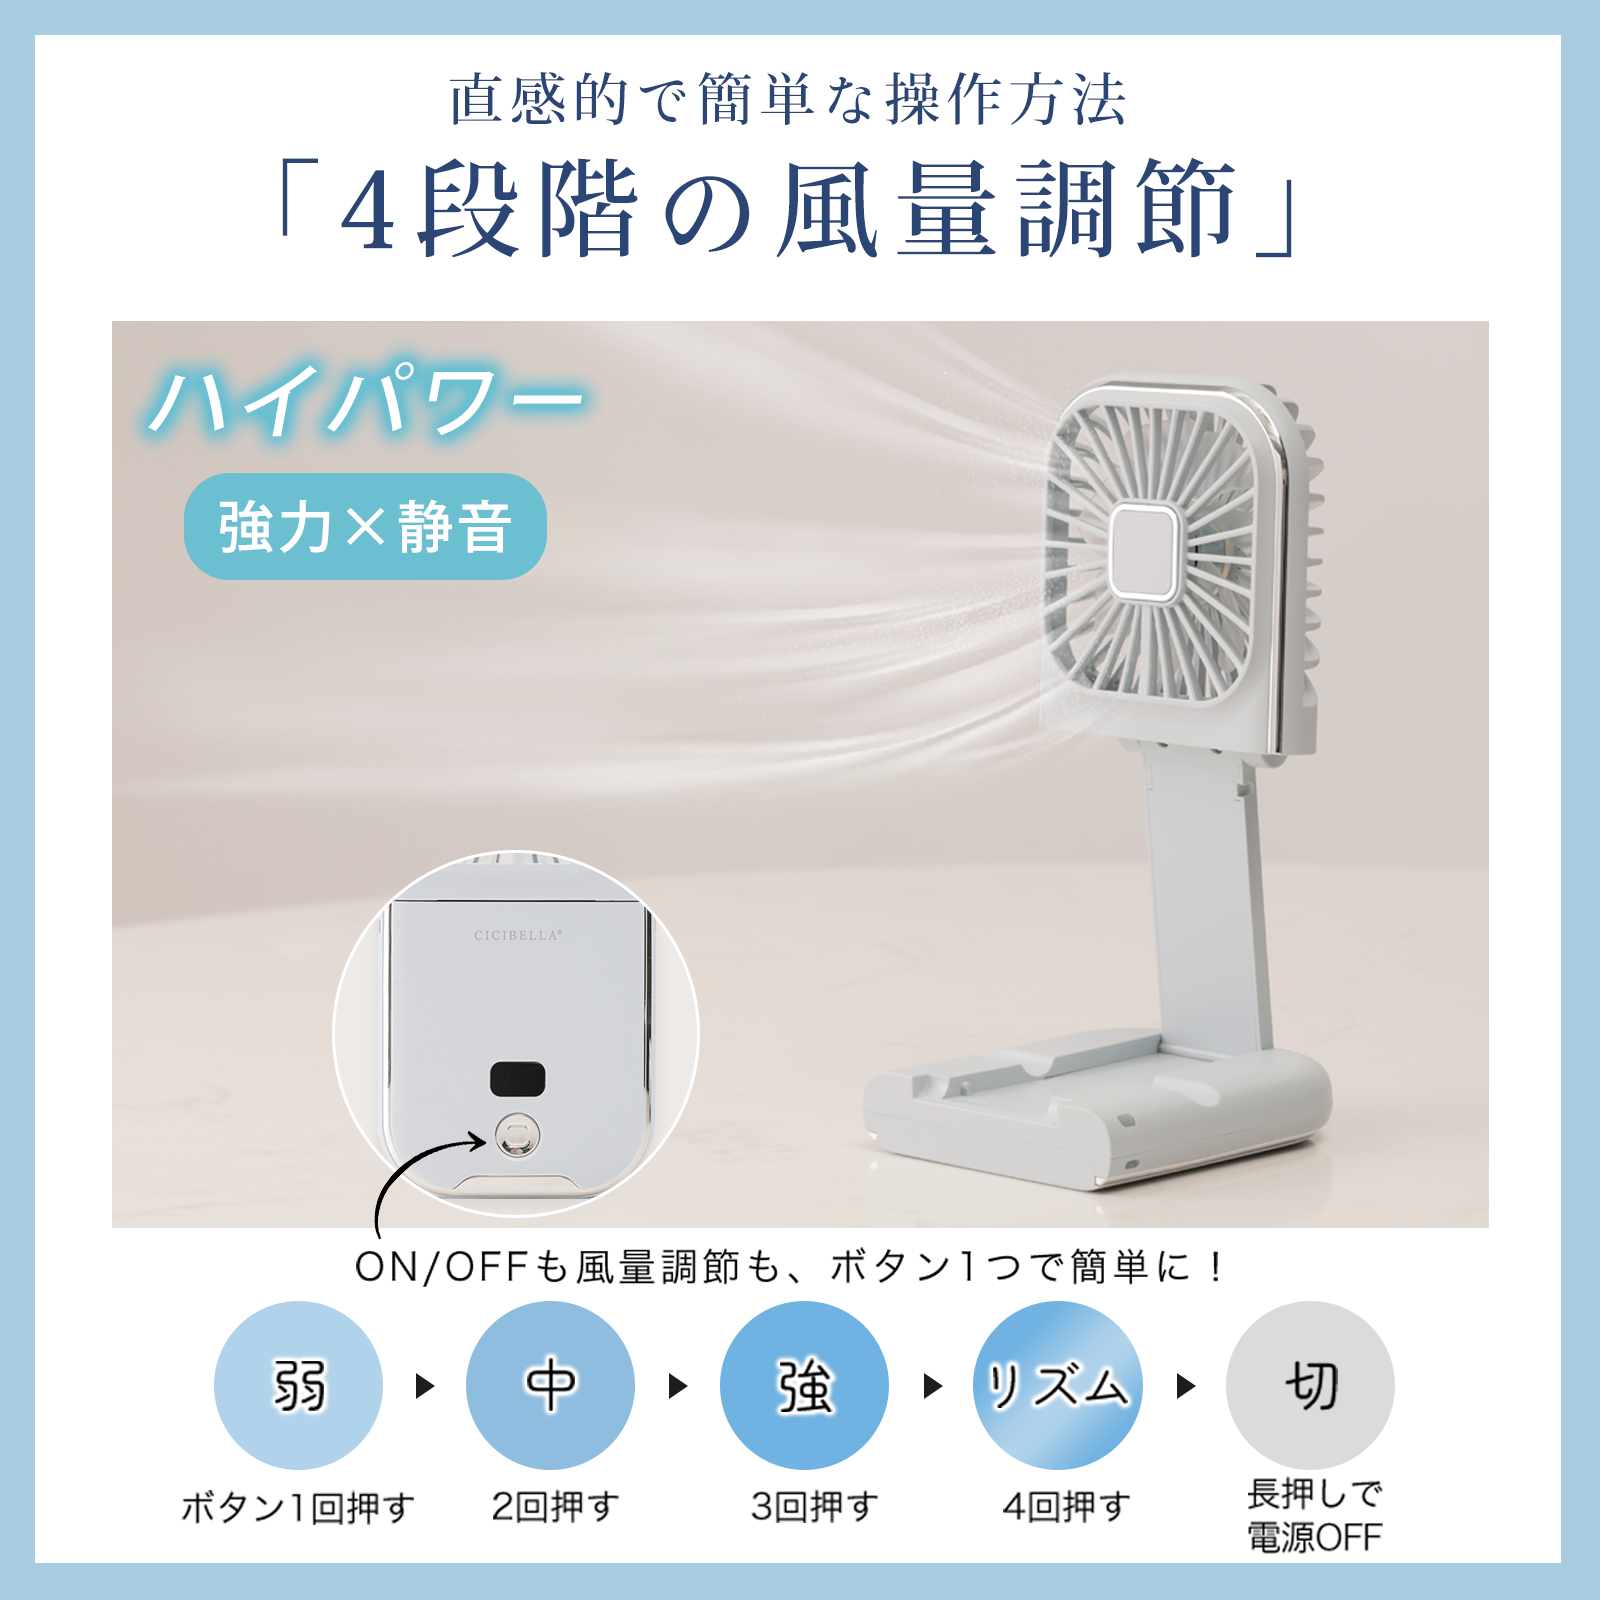 直感的で簡単な操作方法
「4段階の風量調節」
ハイパワー
強力×静音
CICIBELLA®
ON/OFFも風量調節も、ボタン1つで簡単に！
弱
中
強
リズム
切
ボタン1回押す
2回押す
3回押す
4回押す
長押しで
電源OFF